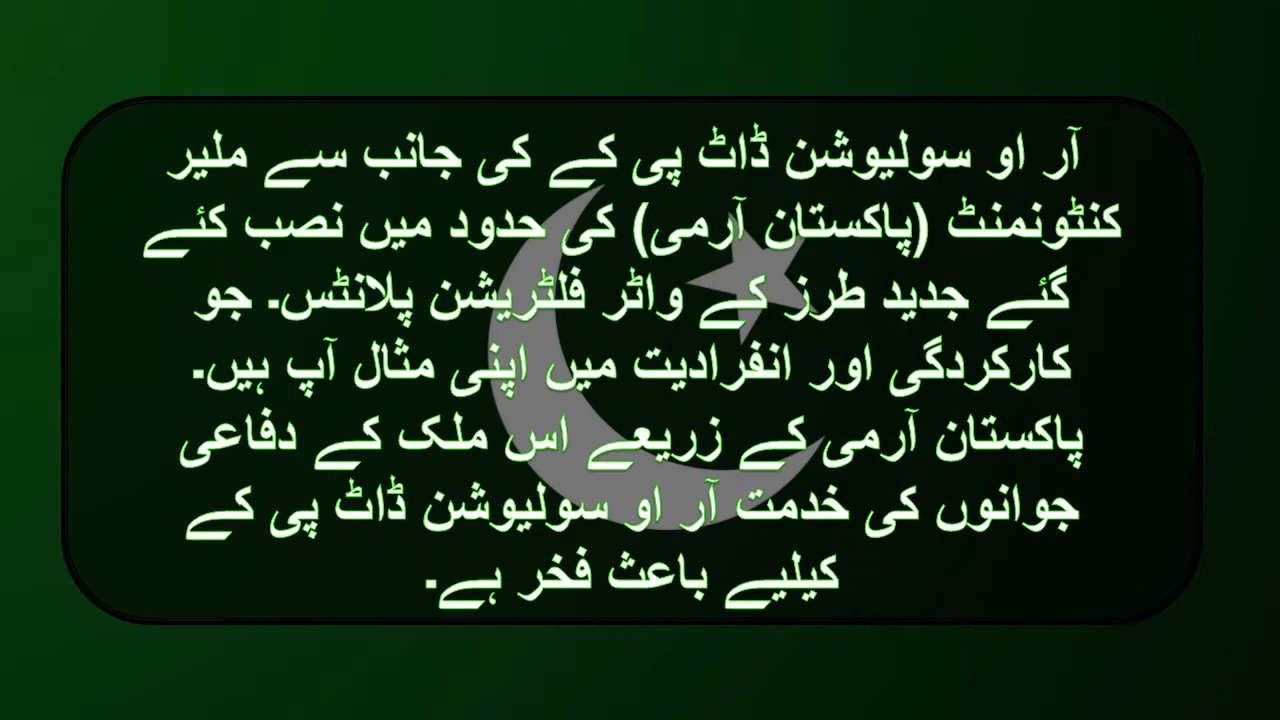 آر او سولیوشن ڈاٹ پی کے کی جانب سے ملیر
کنٹونمنٹ (پاکستان آرمی) کی حدود میں نصب کئے
گئے جدید طرز کے واٹر فلٹریشن پلانٹس۔ جو
کارکردگی اور انفرادیت میں اپنی مثال آپ ہیں۔
پاکستان آرمی کے زریعے اس ملک کے دفاعی
جوانوں کی خدمت آر او سولیوشن ڈاٹ پی کے
کیلیے باعث فخر ہے۔